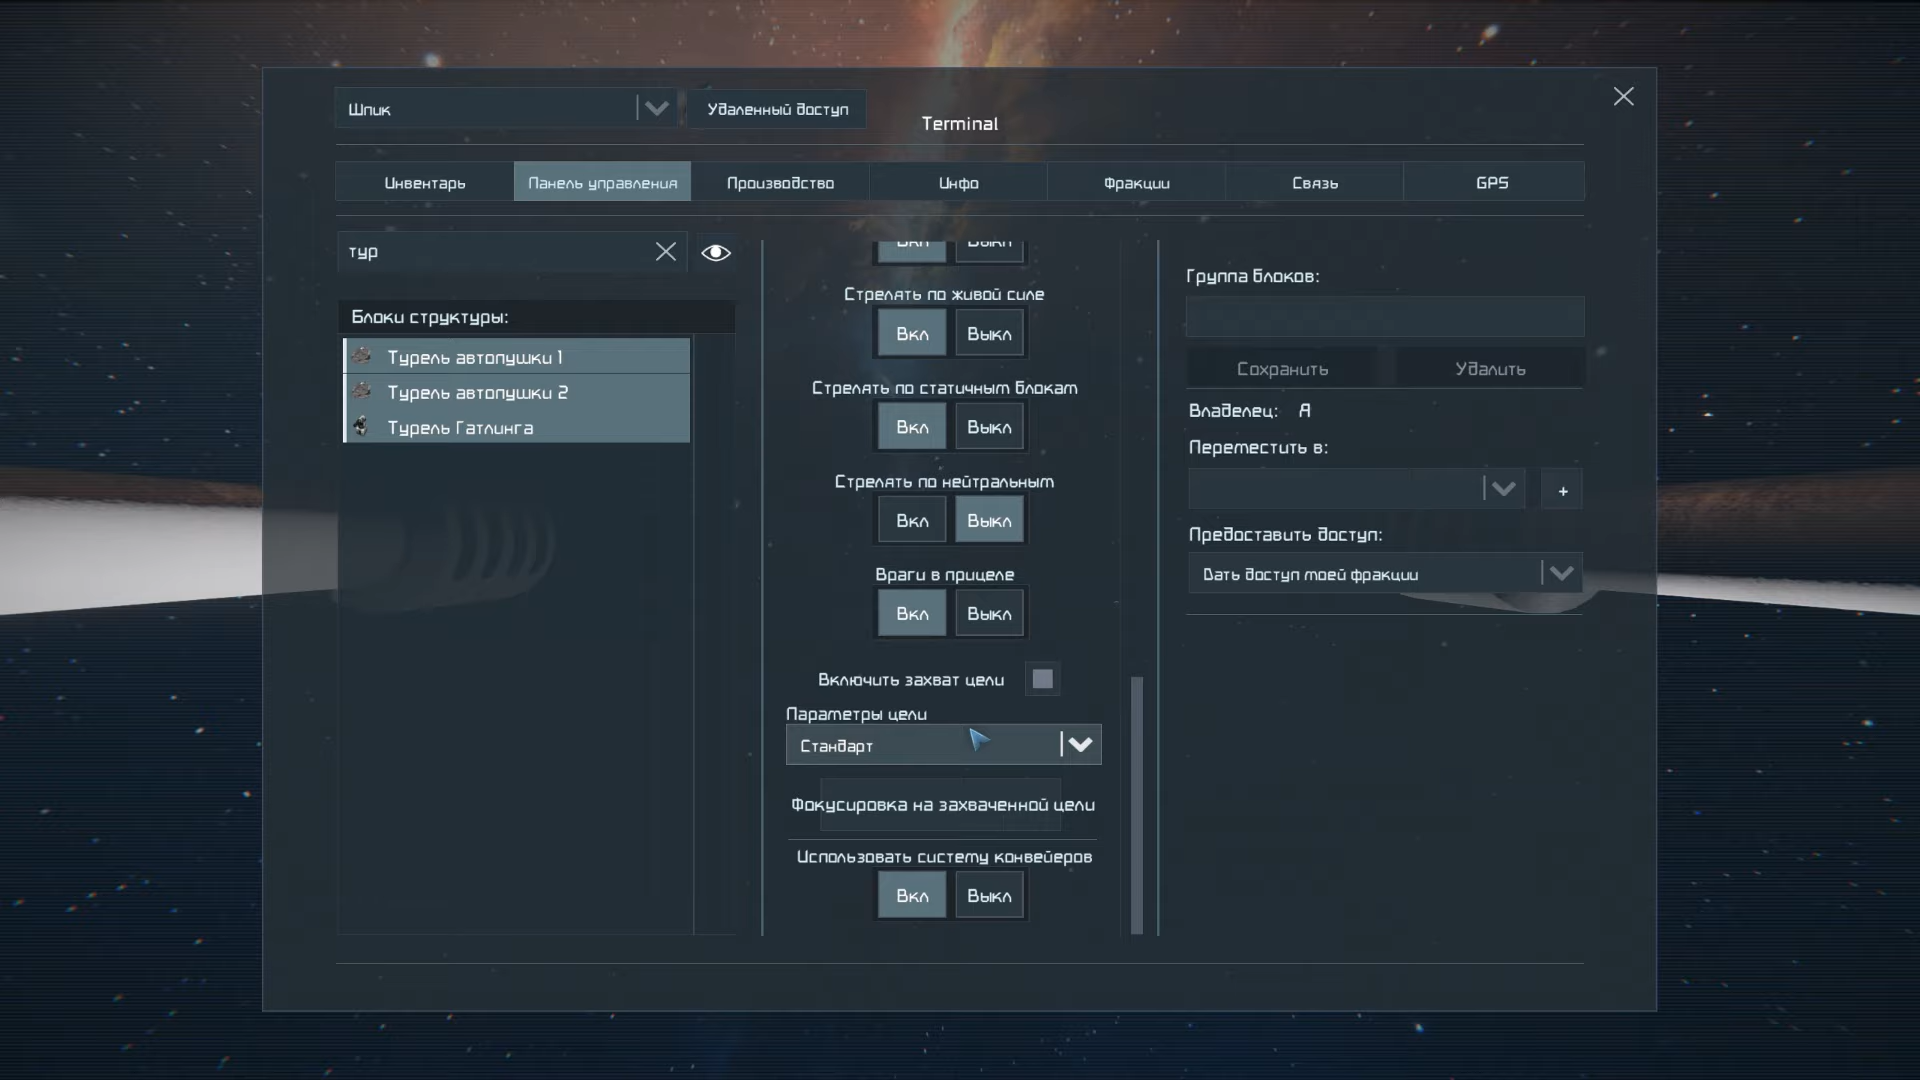 Шпик
Удаленный доступ
Terminal
Инвентарь
Панель управления
Производство
Инфо
Фракции
Связь
GPS
тур
Блоки структуры:
Турель автопушки 1
Турель автопушки 2
Турель Гатлинга
Вкл Выкл
Стрелять по живой силе
Вкл Выкл
Стрелять по статичным блокам
Вкл Выкл
Стрелять по нейтральным
Вкл Выкл
Враги в прицеле
Вкл Выкл
Включить захват цели
Параметры цели
Стандарт
Фокусировка на захваченной цели
Использовать систему конвейеров
Вкл Выкл
Группа блоков:
Сохранить Удалить
Владелец: Я
Переместить в:
+
Предоставить доступ:
Дать доступ моей фракции